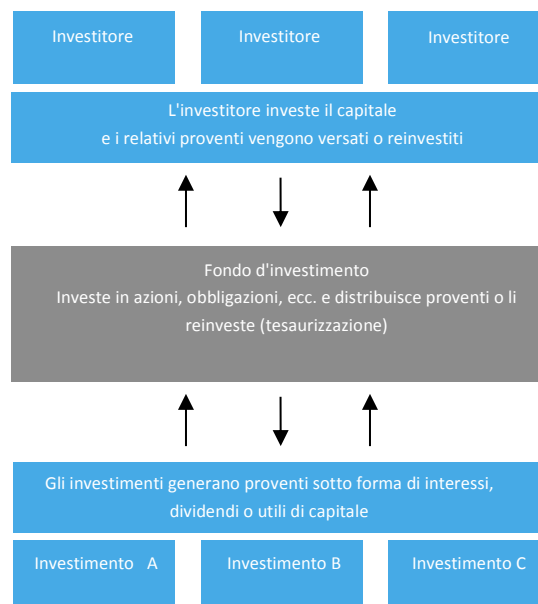 Investitore
Investitore
Investitore
L'investitore investe il capitale
e i relativi proventi vengono versati o reinvestiti
Fondo d'investimento
Investe in azioni, obbligazioni, ecc. e distribuisce proventi o li
reinveste (tesaurizzazione)
Gli investimenti generano proventi sotto forma di interessi,
dividendi o utili di capitale
Investimento A
Investimento B
Investimento C